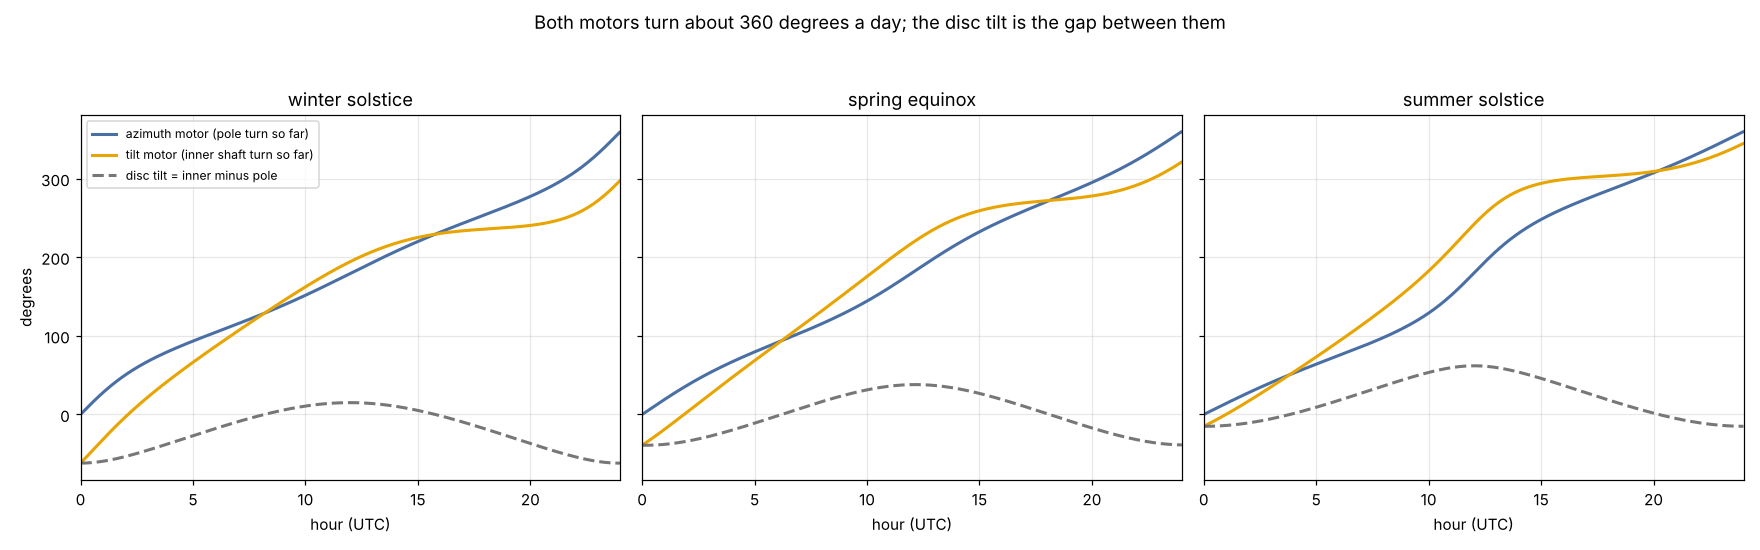 Both motors turn about 360 degrees a day; the disc tilt is the gap between them
winter solstice
azimuth motor (pole turn so far)
tilt motor (inner shaft turn so far)
disc tilt = inner minus pole
degrees
300
200
100
0
0 5 10 15 20
hour (UTC)
spring equinox
0 5 10 15 20
hour (UTC)
summer solstice
0 5 10 15 20
hour (UTC)